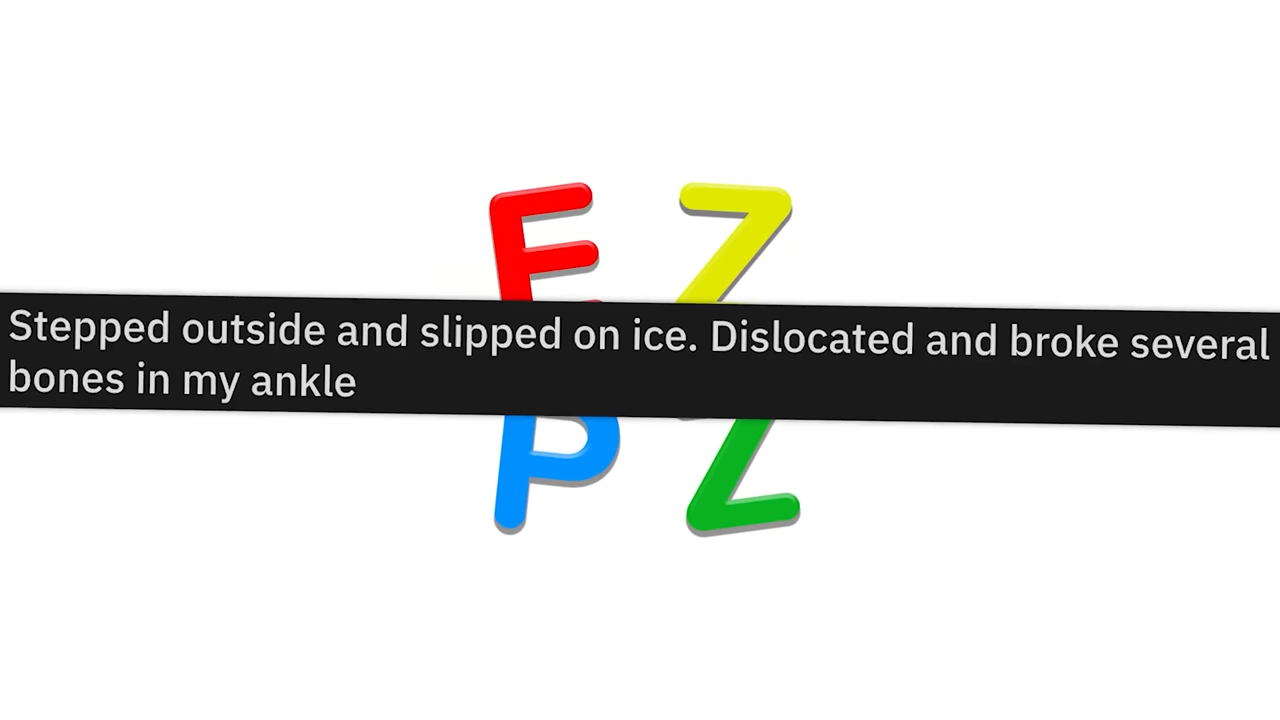 EZ
Stepped outside and slipped on ice. Dislocated and broke several
bones in my ankle
PZ